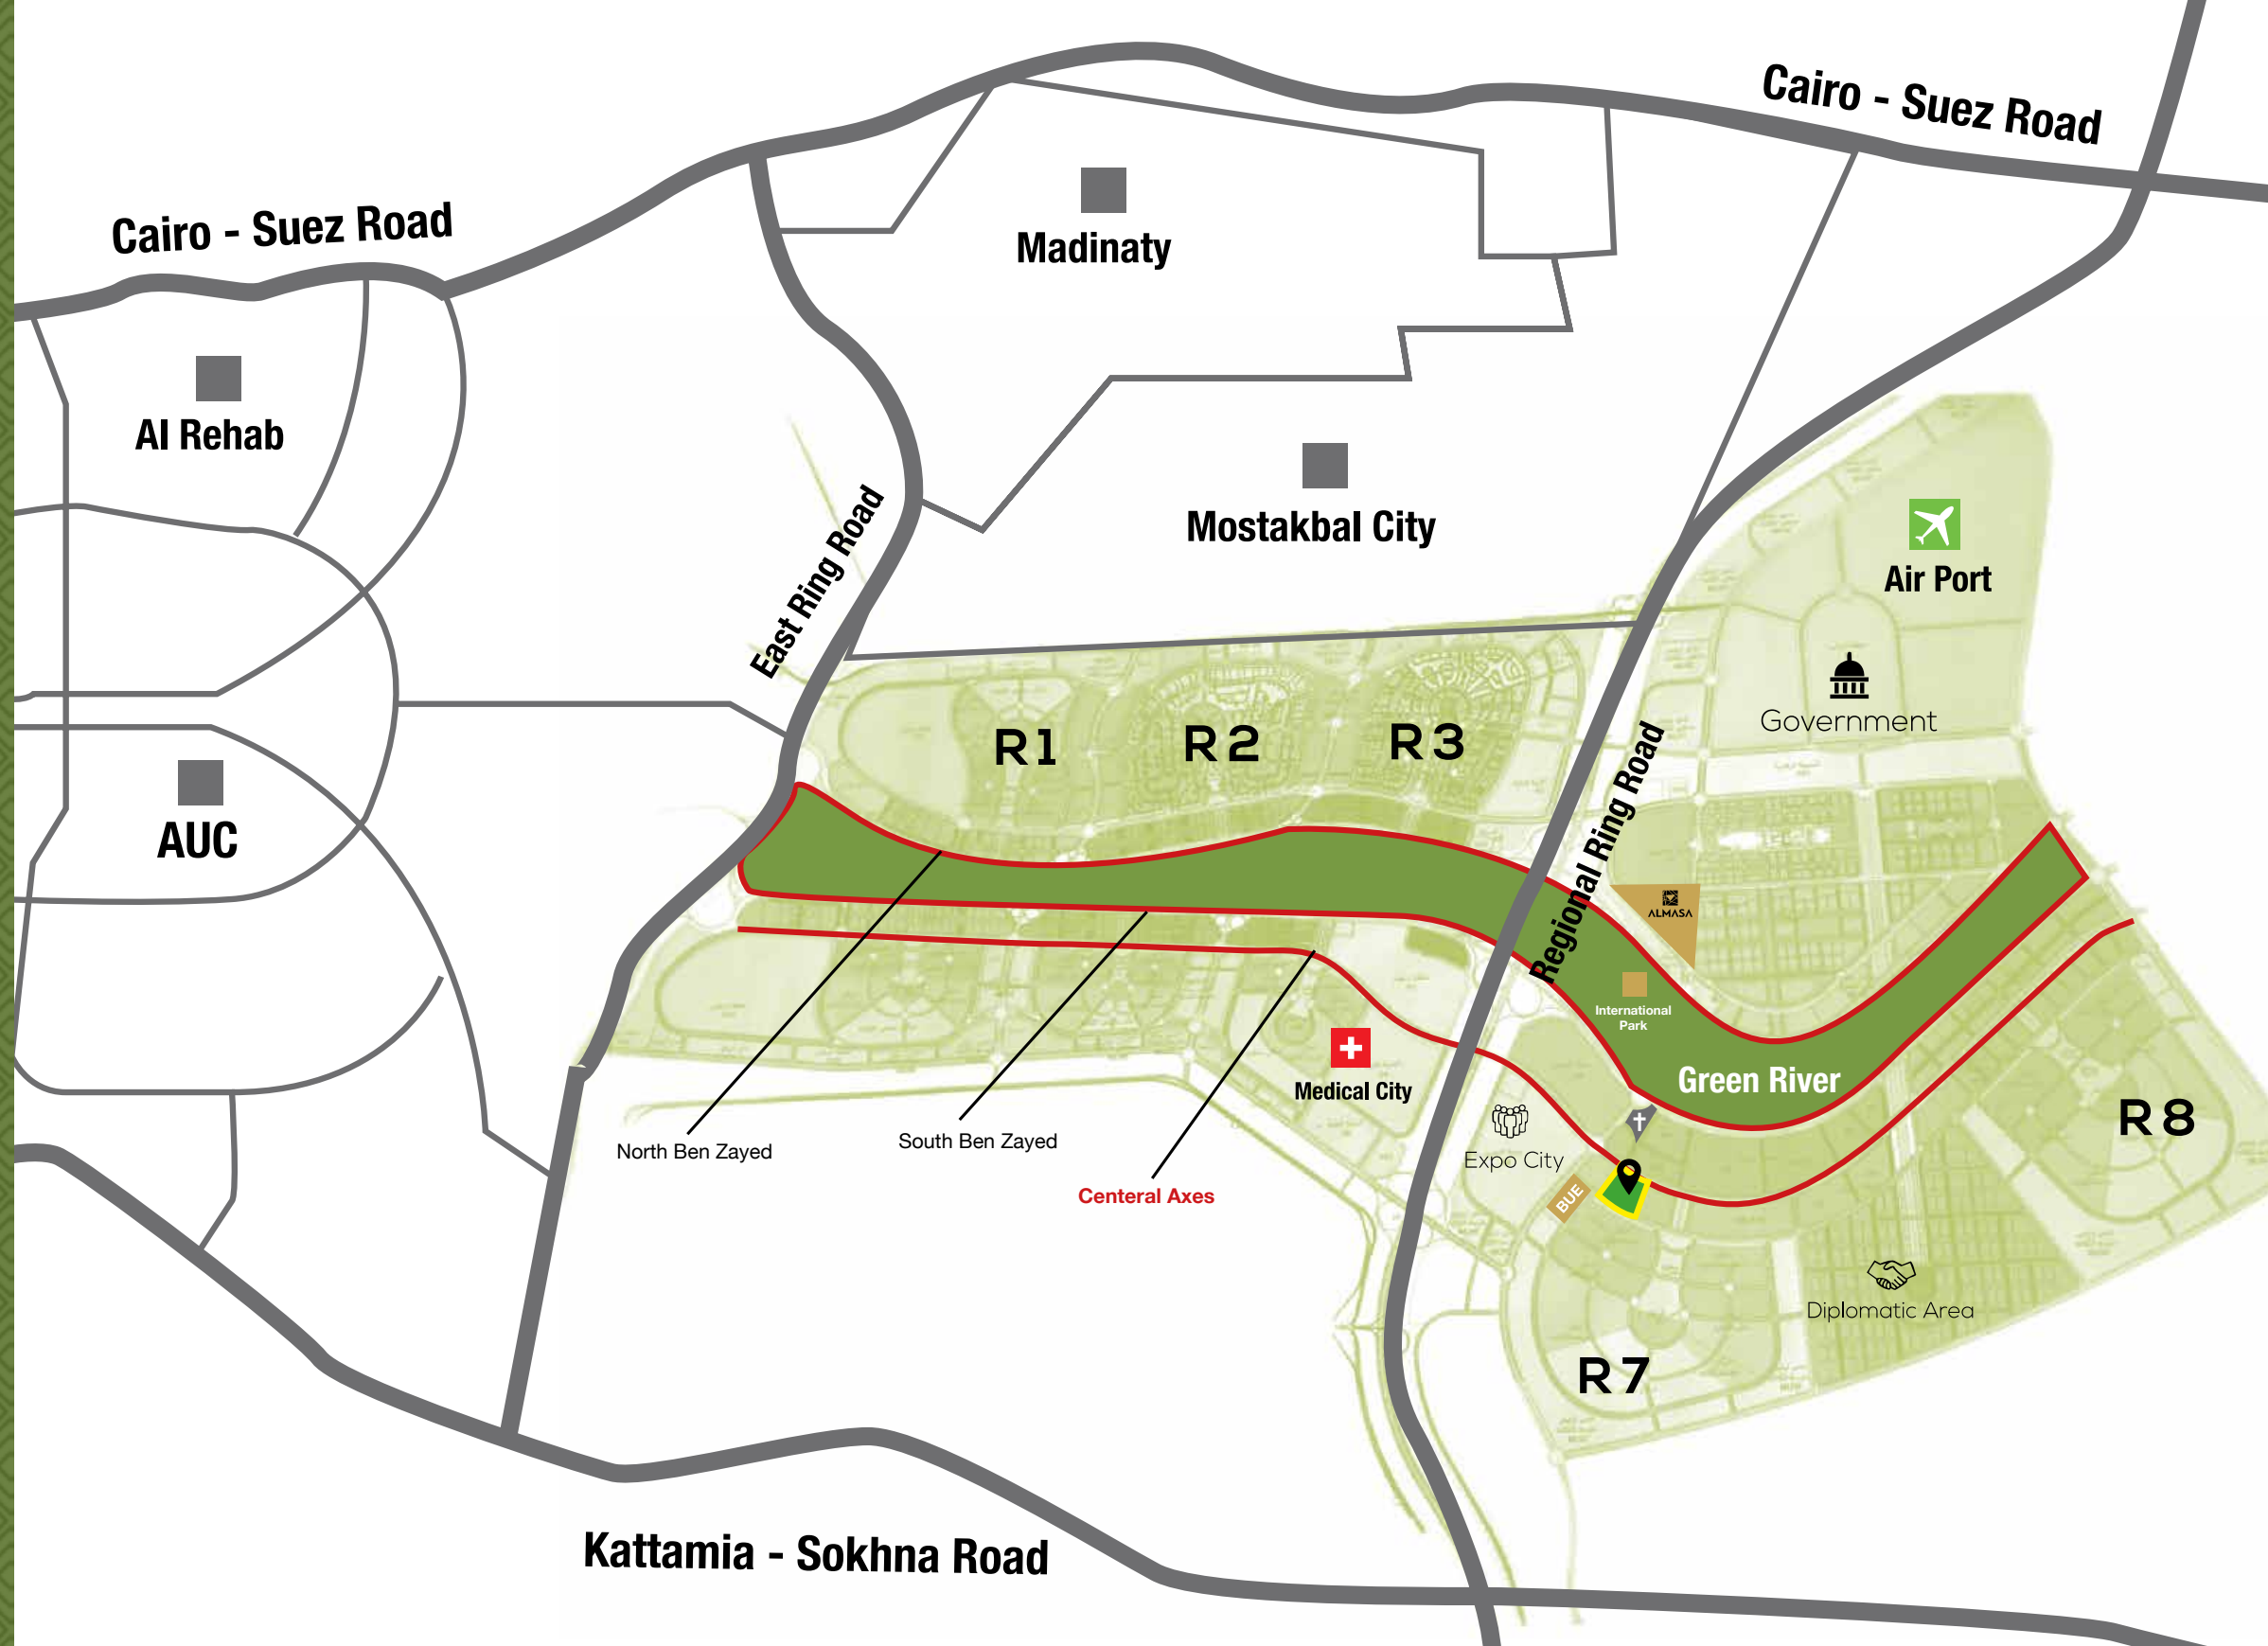 Cairo - Suez Road
Cairo - Suez Road
Madinaty
Al Rehab
Mostakbal City
East Ring Road
Air Port
Government
R1
R2
R3
Regional Ring Road
AUC
ALMASA
International
Park
Green River
Medical City
R8
North Ben Zayed
South Ben Zayed
Expo City
Centeral Axes
BUE
Diplomatic Area
R7
Kattamia - Sokhna Road